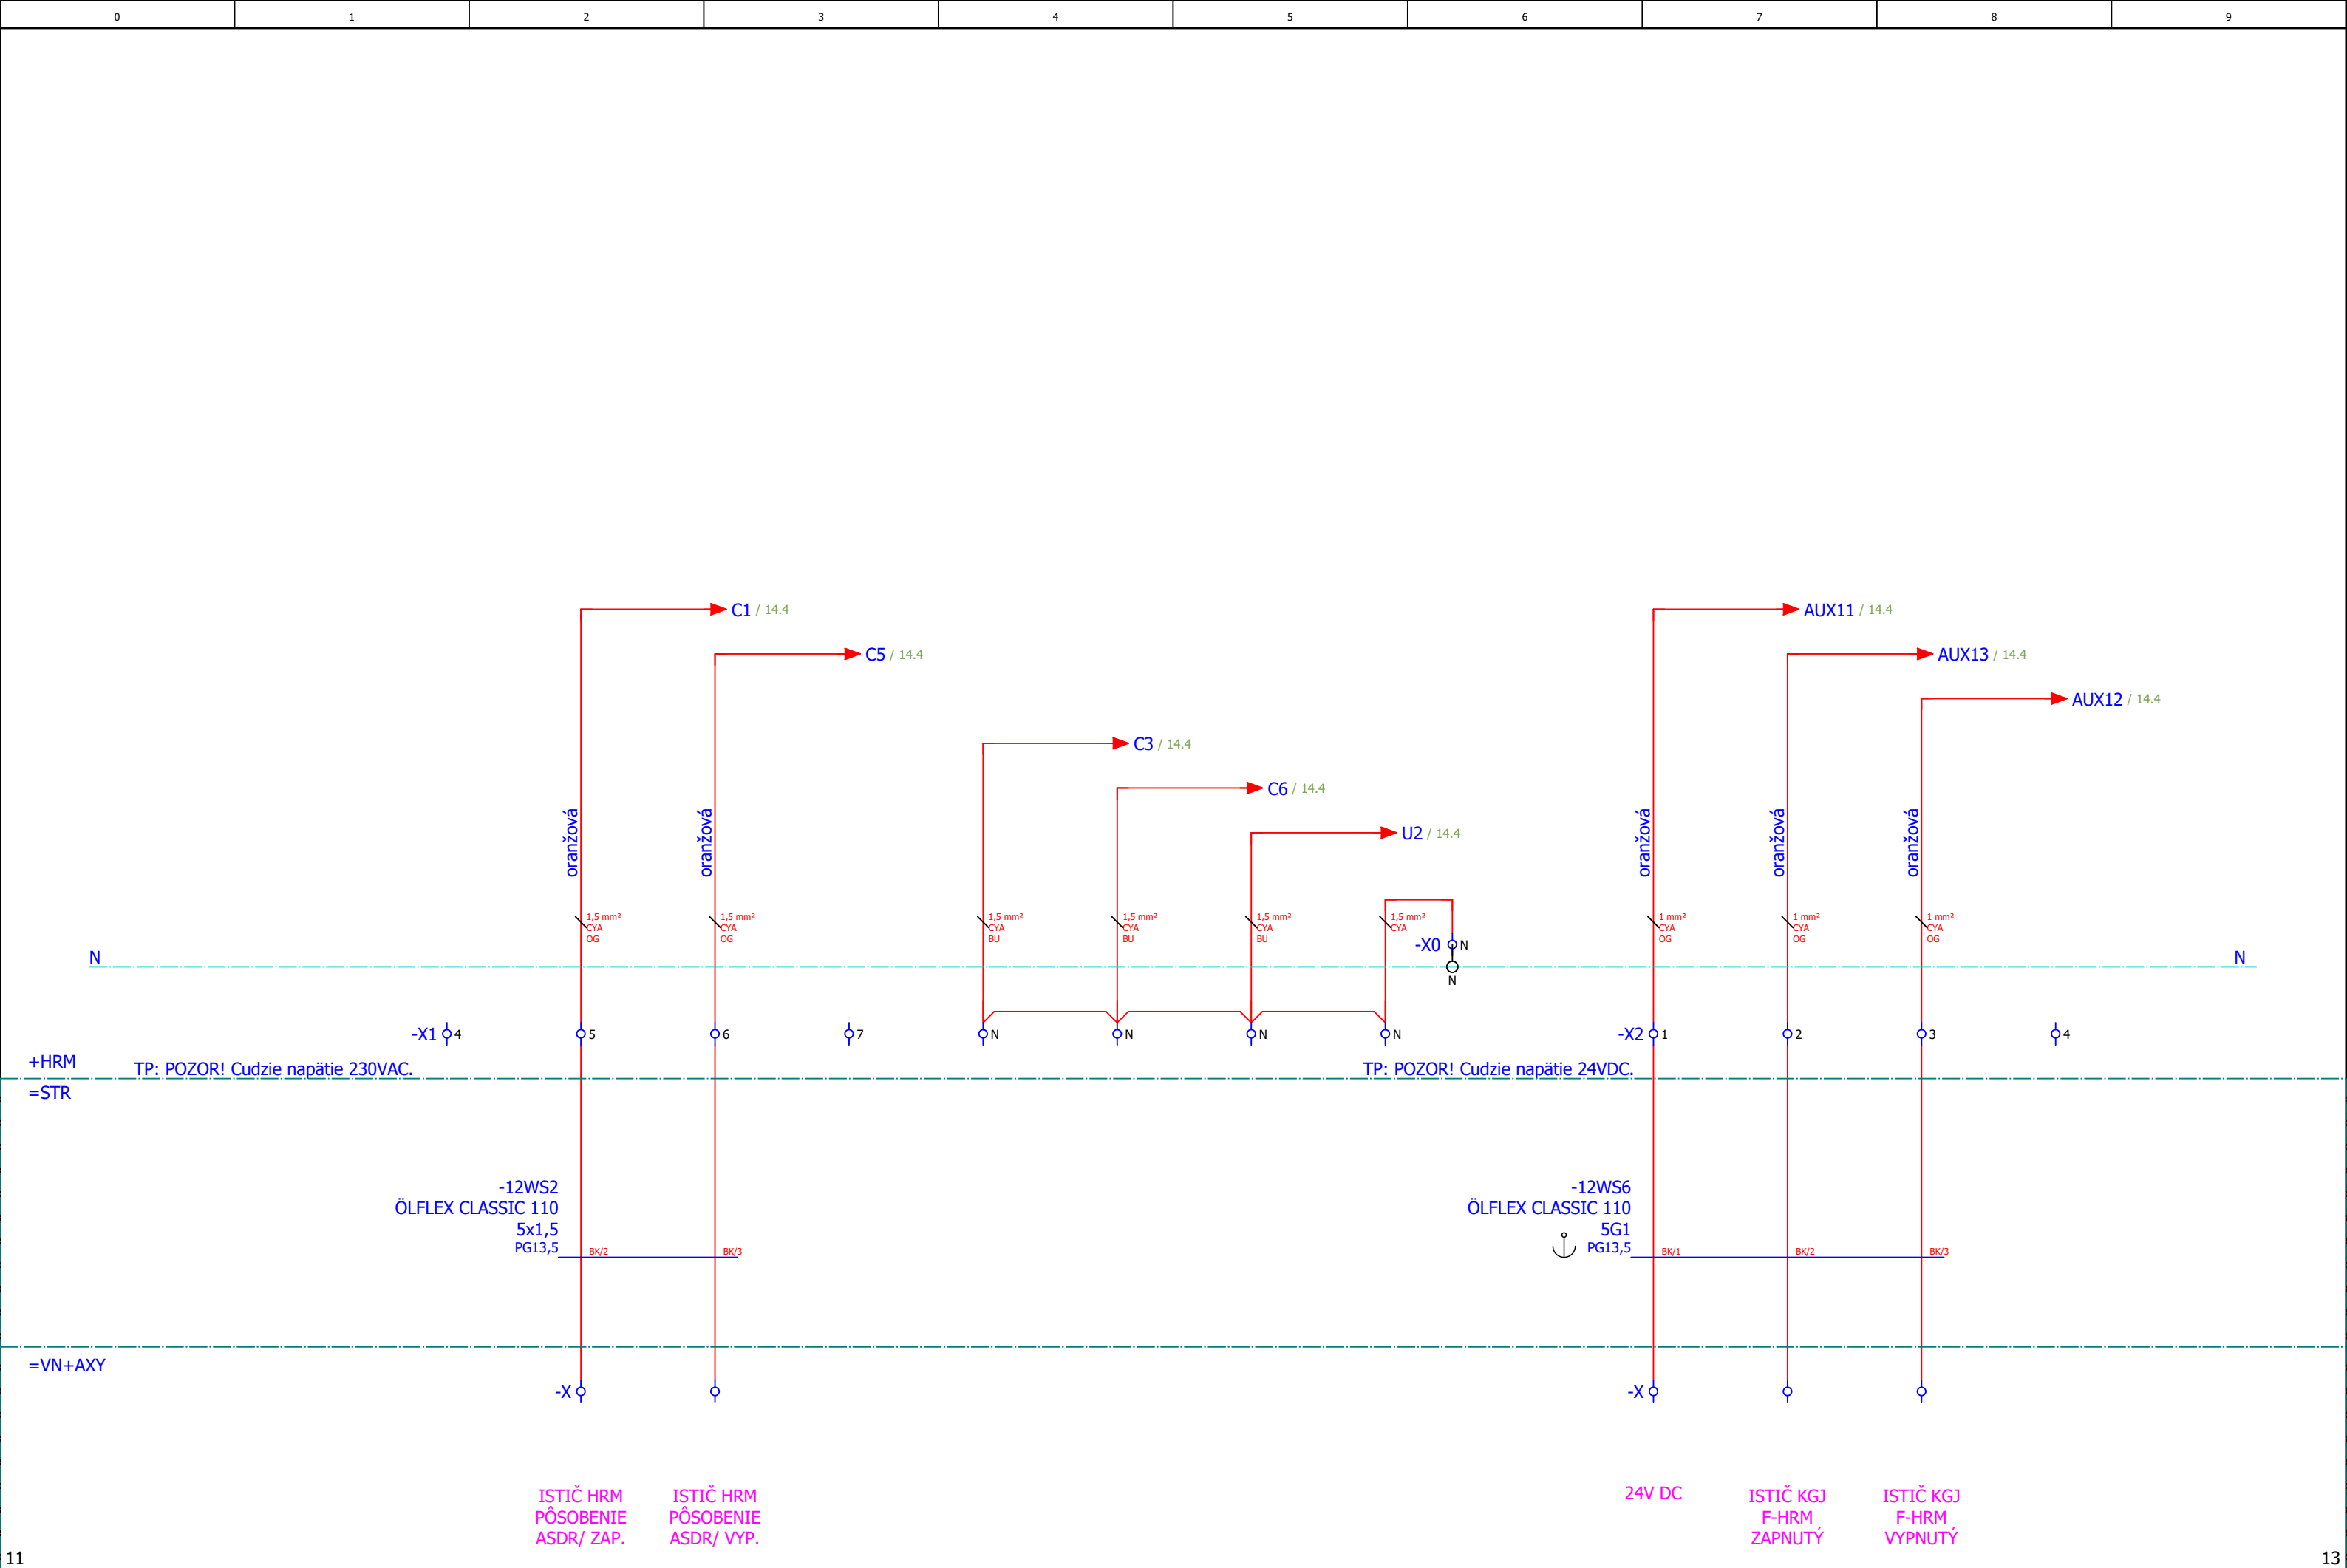 0 1 2 3 4 5 6 7 8 9
C1 / 14.4
AUX11 / 14.4
C5 / 14.4
AUX13 / 14.4
AUX12 / 14.4
C3 / 14.4
C6 / 14.4
U2 / 14.4
oranžová oranžová oranžová oranžová oranžová
1,5 mm² 1,5 mm² 1,5 mm² 1,5 mm² 1,5 mm² 1,5 mm² 1 mm² 1 mm² 1 mm²
CYA CYA CYA CYA CYA CYA CYA CYA CYA
OG OG BU BU BU OG OG OG
-X0 N
N N
N
-X1 4 5 6 7 N N N N -X2 1 2 3 4
+HRM
TP: POZOR! Cudzie napätie 230VAC.
TP: POZOR! Cudzie napätie 24VDC.
=STR
-12WS2
ÖLFLEX CLASSIC 110
5x1,5
PG13,5
BK/2 BK/3
-12WS6
ÖLFLEX CLASSIC 110
5G1
PG13,5
BK/1 BK/2 BK/3
=VN+AXY
-X -X
ISTIČ HRM
PÔSOBENIE
ASDR/ ZAP.
ISTIČ HRM
PÔSOBENIE
ASDR/ VYP.
24V DC
ISTIČ KGJ
F-HRM
ZAPNUTÝ
ISTIČ KGJ
F-HRM
VYPNUTÝ
11 13